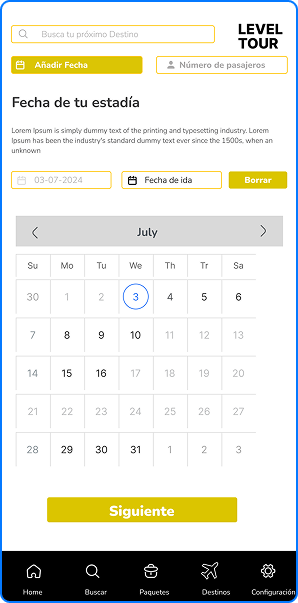 Busca tu próximo Destino
LEVEL
TOUR
Añadir Fecha
Número de pasajeros
Fecha de tu estadía
Lorem Ipsum is simply dummy text of the printing and typesetting industry. Lorem
Ipsum has been the industry's standard dummy text ever since the 1500s, when an
unknown
03-07-2024
Fecha de ida
Borrar
July
Su Mo Tu We Th Tr Sa
30 1 2 3 4 5 6
7 8 9 10 11 12 13
14 15 16 17 18 19 20
21 22 23 24 25 26 27
28 29 30 31 1 2 3
Siguiente
Home Buscar Paquetes Destinos Configuración